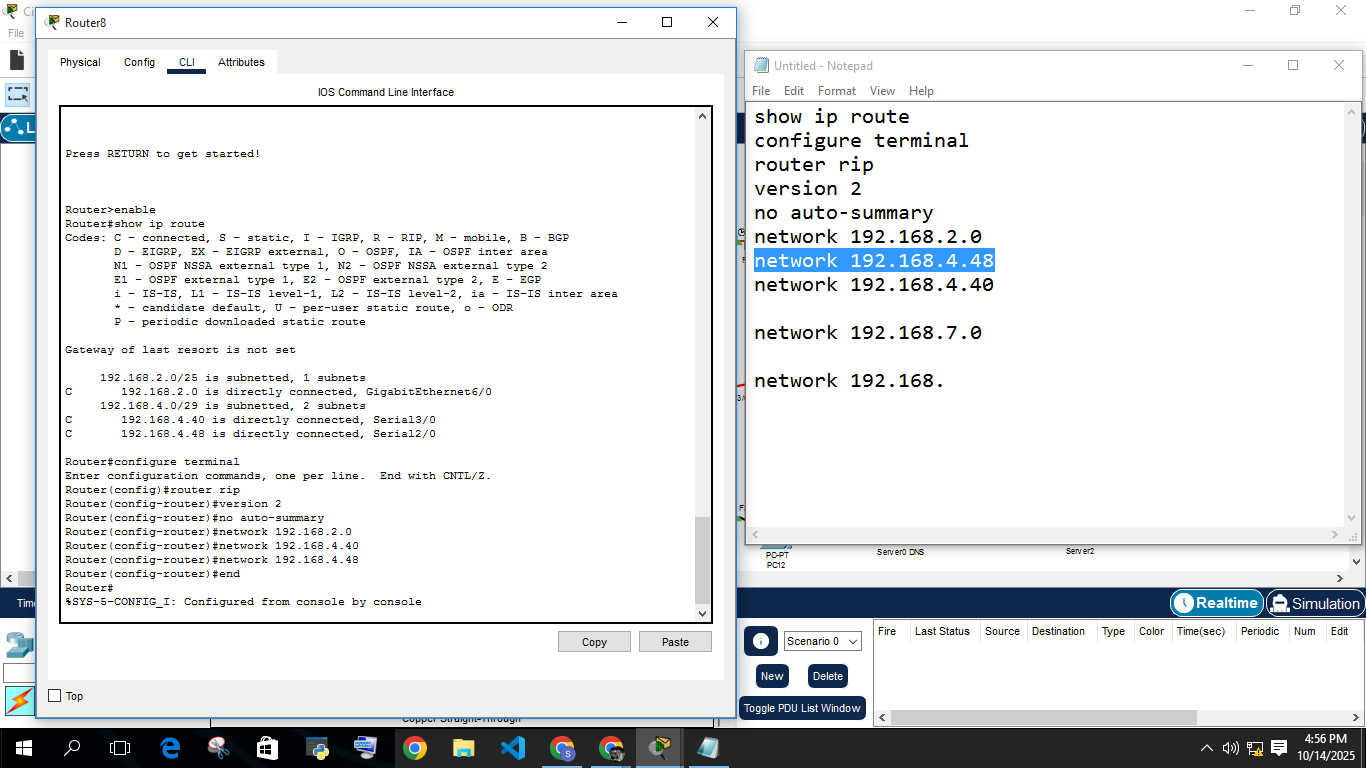 Router8
File
Physical Config CLI Attributes
IOS Command Line Interface
Press RETURN to get started!
Router>enable
Router#show ip route
Codes: C - connected, S - static, I - IGRP, R - RIP, M - mobile, B - BGP
D - EIGRP, EX - EIGRP external, O - OSPF, IA - OSPF inter area
N1 - OSPF NSSA external type 1, N2 - OSPF NSSA external type 2
E1 - OSPF external type 1, E2 - OSPF external type 2, E - EGP
i - IS-IS, L1 - IS-IS level-1, L2 - IS-IS level-2, ia - IS-IS inter area
* - candidate default, U - per-user static route, o - ODR
P - periodic downloaded static route
Gateway of last resort is not set
192.168.2.0/25 is subnetted, 1 subnets
C 192.168.2.0 is directly connected, GigabitEthernet6/0
192.168.4.0/29 is subnetted, 2 subnets
C 192.168.4.40 is directly connected, Serial3/0
C 192.168.4.48 is directly connected, Serial2/0
Router#configure terminal
Enter configuration commands, one per line. End with CNTL/Z.
Router(config)#router rip
Router(config-router)#version 2
Router(config-router)#no auto-summary
Router(config-router)#network 192.168.2.0
Router(config-router)#network 192.168.4.40
Router(config-router)#network 192.168.4.48
Router(config-router)#end
Router#
%SYS-5-CONFIG_I: Configured from console by console
Copy Paste
Top
Untitled - Notepad
File Edit Format View Help
show ip route
configure terminal
router rip
version 2
no auto-summary
network 192.168.2.0
network 192.168.4.48
network 192.168.4.40
network 192.168.7.0
network 192.168.
PC-PT
PC12
Server0 DNS
Server2
Time
Realtime Simulation
Scenario 0
New Delete
Toggle PDU List Window
Fire Last Status Source Destination Type Color Time(sec) Periodic Num Edit
Copper Straight-Through
4:56 PM
10/14/2025